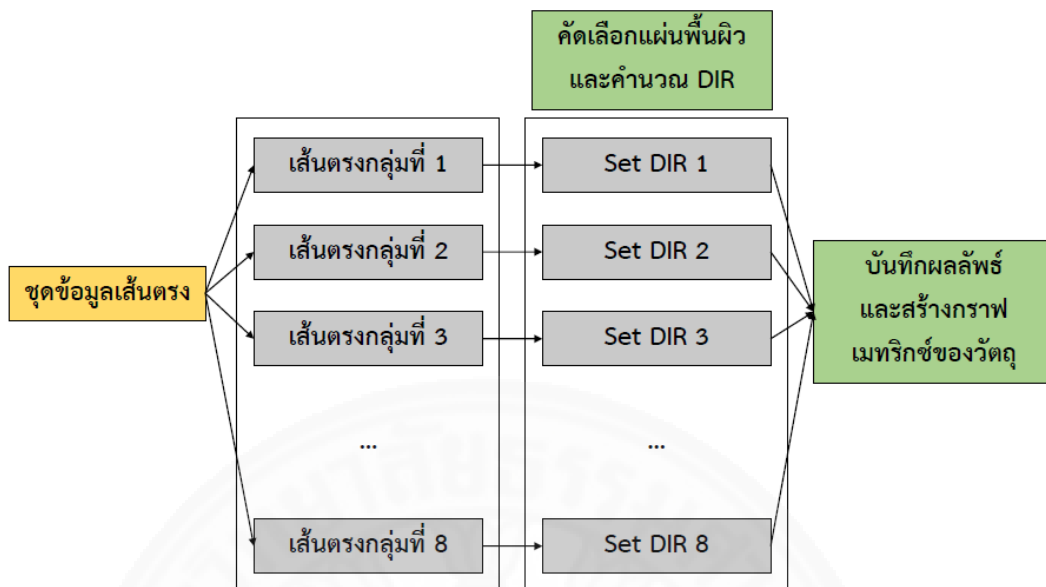 คัดเลือกแผ่นพื้นผิว
และคำนวณ DIR
เส้นตรงกลุ่มที่ 1
Set DIR 1
เส้นตรงกลุ่มที่ 2
Set DIR 2
ชุดข้อมูลเส้นตรง
บันทึกผลลัพธ์
และสร้างกราฟ
เมทริกซ์ของวัตถุ
เส้นตรงกลุ่มที่ 3
Set DIR 3
...
...
เส้นตรงกลุ่มที่ 8
Set DIR 8